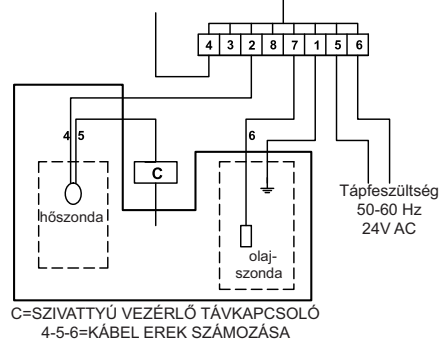 4 3 2 8 7 1 5 6
4 5
6
C
hőszonda
olaj-
szonda
Tápfeszültség
50-60 Hz
24V AC
C=SZIVATTYÚ VEZÉRLŐ TÁVKAPCSOLÓ
4-5-6=KÁBEL EREK SZÁMOZÁSA